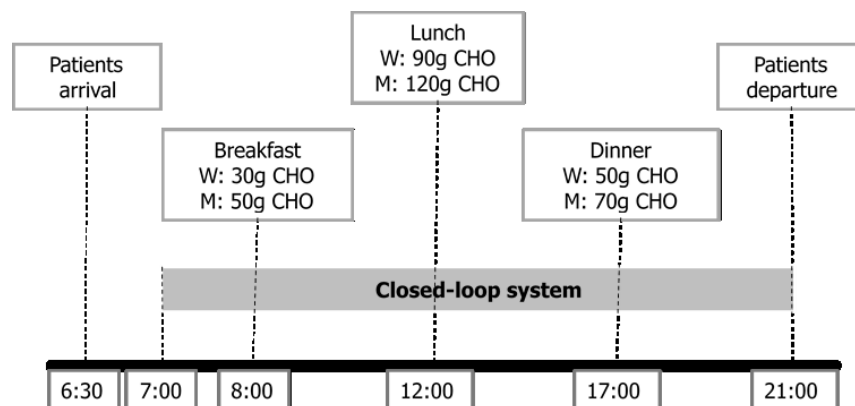 Patients
arrival
Breakfast
W: 30g CHO
M: 50g CHO
Lunch
W: 90g CHO
M: 120g CHO
Dinner
W: 50g CHO
M: 70g CHO
Patients
departure
Closed-loop system
6:30
7:00
8:00
12:00
17:00
21:00